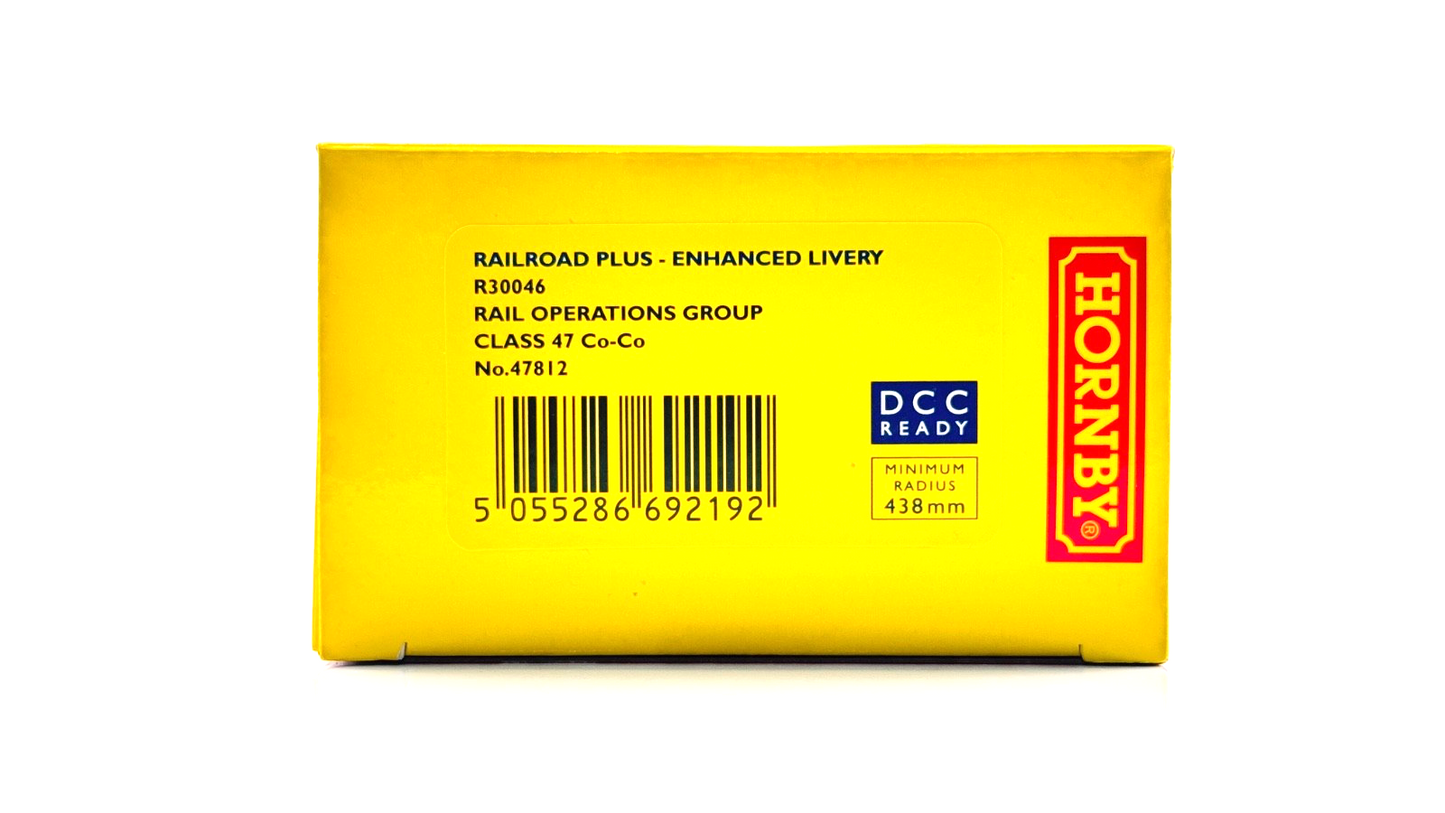 RAILROAD PLUS - ENHANCED LIVERY
R30046
RAIL OPERATIONS GROUP
CLASS 47 Co-Co
No.47812
5 055286 692192
DCC
READY
MINIMUM
RADIUS
438mm
HORNBY®